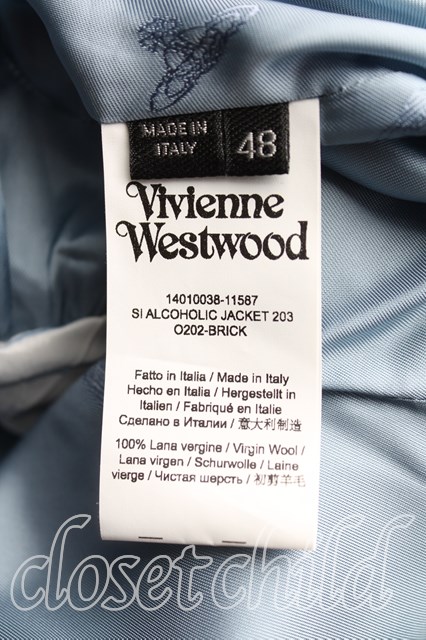 MADE IN
ITALY
48
Vivienne
Westwood
14010038-11587
SI ALCOHOLIC JACKET 203
O202-BRICK
Fatto in Italia / Made in Italy
Hecho en Italia / Hergestellt in
Italien / Fabriqué en Italie
Сделано в Италии / 意大利制造
100% Lana vergine / Virgin Wool /
Lana virgen / Schurwolle / Laine
vierge / Чистая шерсть / 初剪羊毛
closet child